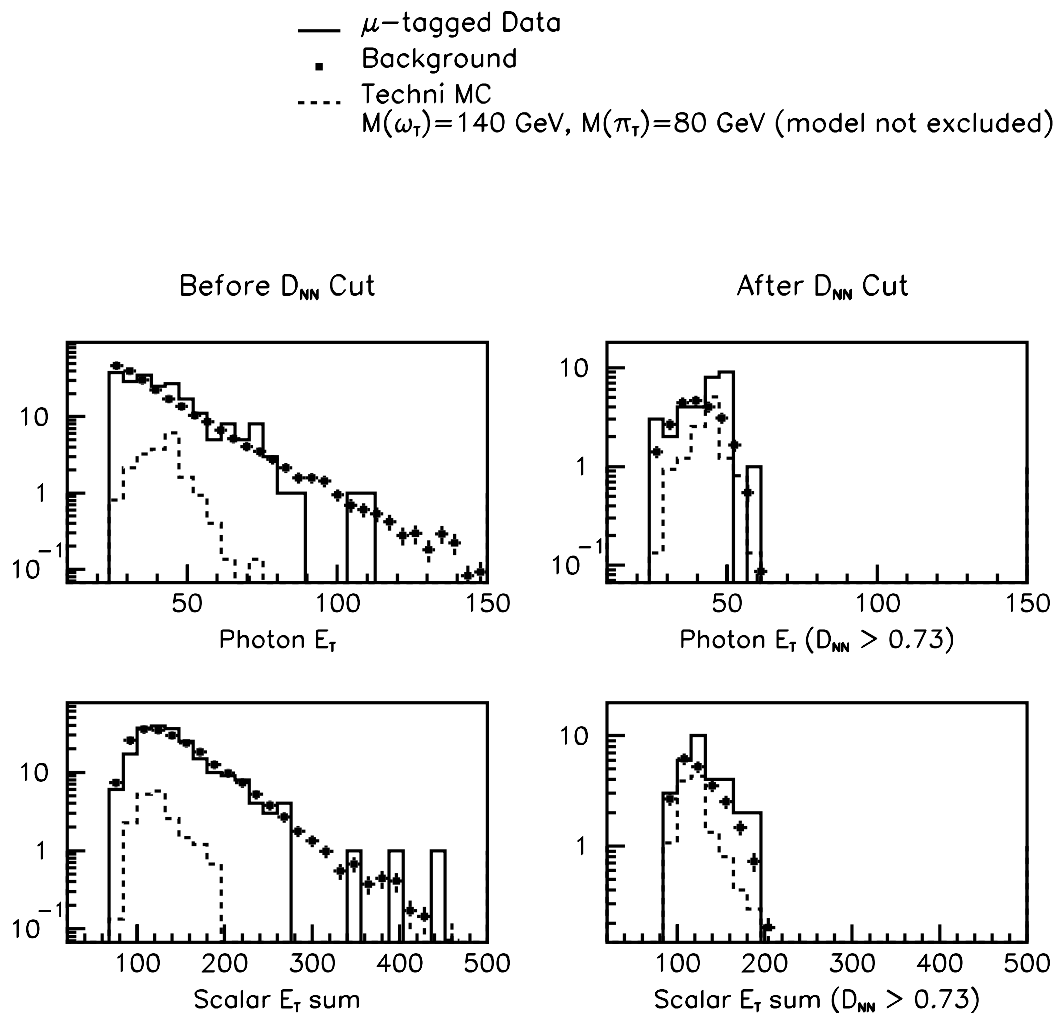 μ-tagged Data
Background
Techni MC
M(ω_T)=140 GeV, M(π_T)=80 GeV (model not excluded)
Before D_NN Cut
After D_NN Cut
10
1
10⁻¹
50 100 150
Photon E_T
10
1
10⁻¹
50 100 150
Photon E_T (D_NN > 0.73)
10
1
10⁻¹
100 200 300 400 500
Scalar E_T sum
10
1
100 200 300 400 500
Scalar E_T sum (D_NN > 0.73)